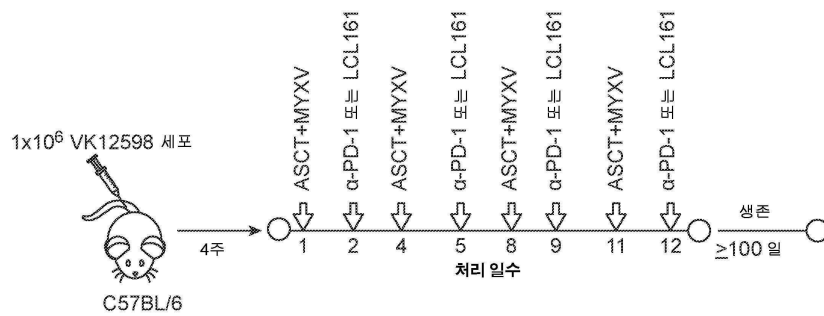 1x10⁶ VK12598 세포
C57BL/6
4주
ASCT+MYXV
α-PD-1 또는 LCL161
ASCT+MYXV
α-PD-1 또는 LCL161
ASCT+MYXV
α-PD-1 또는 LCL161
ASCT+MYXV
α-PD-1 또는 LCL161
1 2 4 5 8 9 11 12
처리 일수
생존
≥100 일